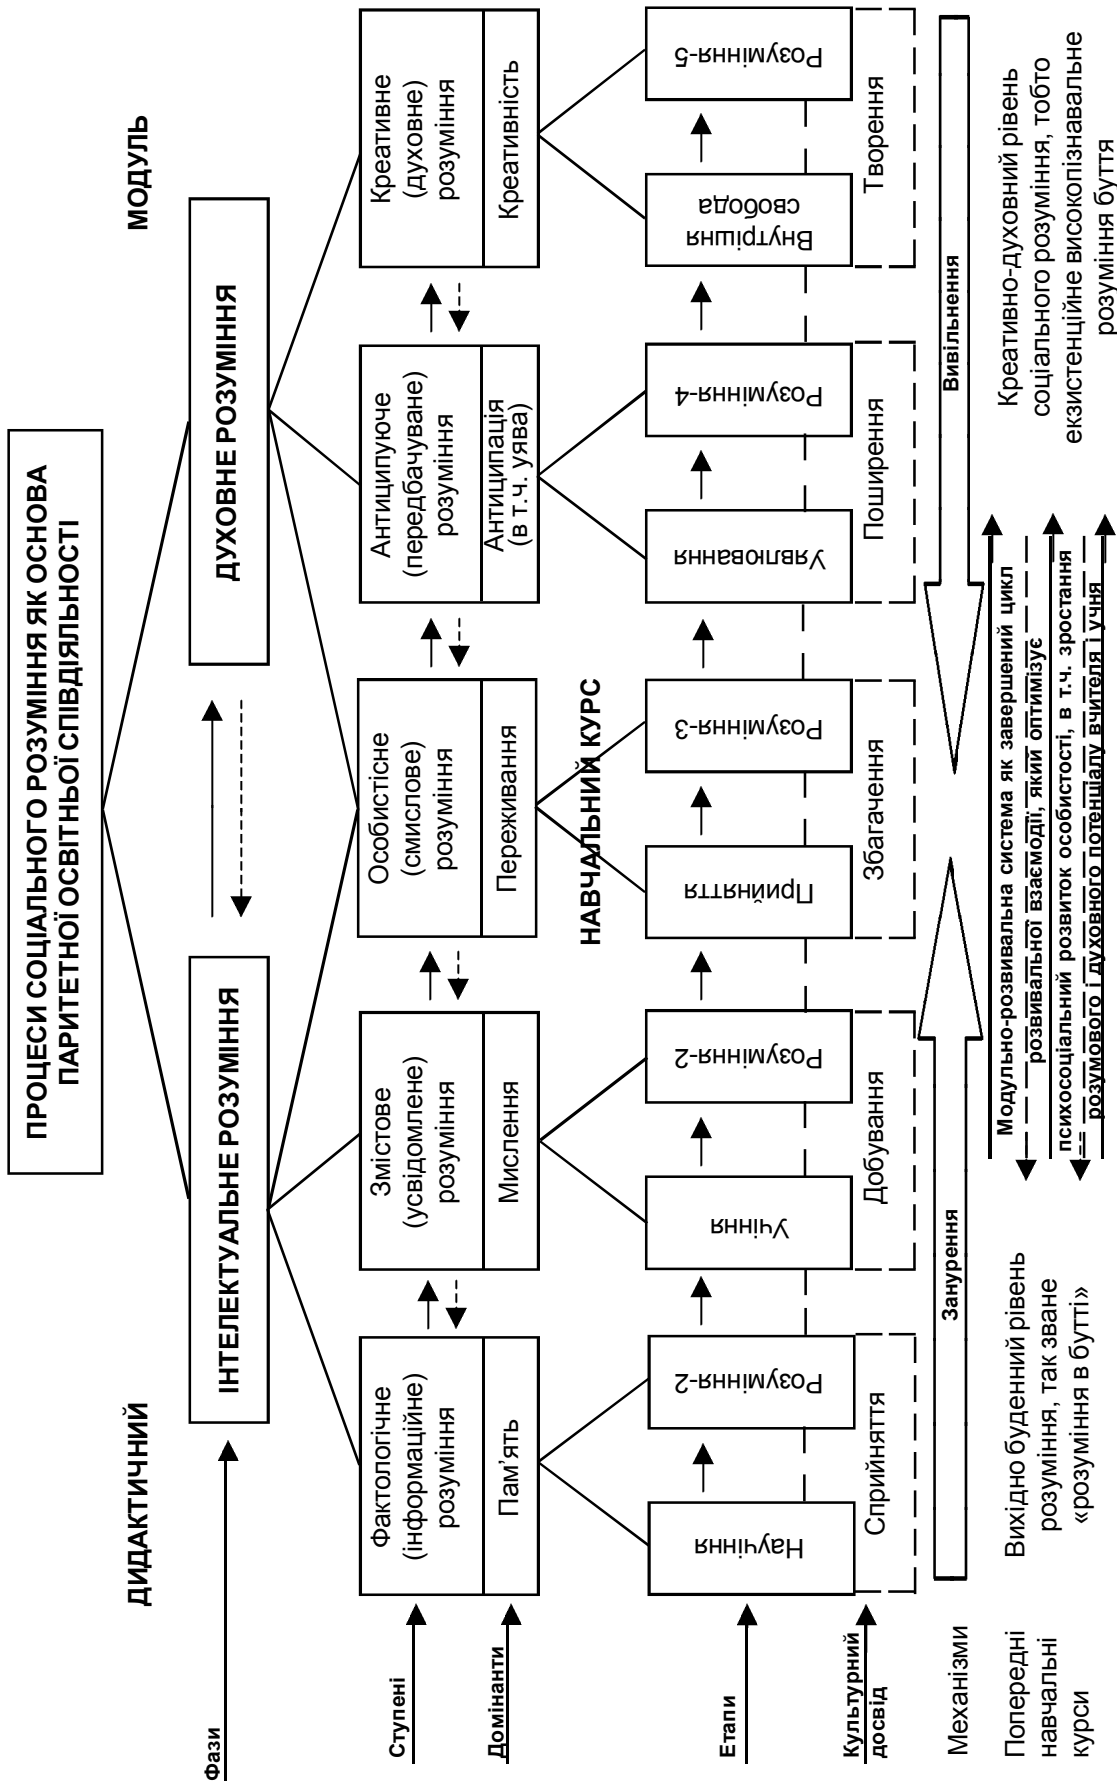 ПРОЦЕСИ СОЦІАЛЬНОГО РОЗУМІННЯ ЯК ОСНОВА
ПАРИТЕТНОЇ ОСВІТНЬОЇ СПІВДІЯЛЬНОСТІ
ДИДАКТИЧНИЙ
МОДУЛЬ
Фази
ІНТЕЛЕКТУАЛЬНЕ РОЗУМІННЯ
ДУХОВНЕ РОЗУМІННЯ
Ступені
Фактологічне
(інформаційне)
розуміння
Змістове
(усвідомлене)
розуміння
Особистісне
(смислове)
розуміння
Антиципуюче
(передбачуване)
розуміння
Креативне
(духовне)
розуміння
Домінанти
Пам’ять
Мислення
Переживання
Антиципація
(в т.ч. уява)
Креативність
НАВЧАЛЬНИЙ КУРС
Етапи
Научіння
Розуміння-2
Учіння
Розуміння-2
Прийняття
Розуміння-3
Уявлювання
Розуміння-4
Внутрішня
свобода
Розуміння-5
Культурний
досвід
Сприйняття
Добування
Збагачення
Поширення
Творення
Механізми
Занурення
Вивільнення
Попередні
навчальні
курси
Вихідно буденний рівень
розуміння, так зване
«розуміння в бутті»
Модульно-розвивальна система як завершений цикл
розвивальної взаємодії, який оптимізує
психосоціальний розвиток особистості, в т.ч. зростання
розумового і духовного потенціалу вчителя і учня
Креативно-духовний рівень
соціального розуміння, тобто
екзистенційне високопізнавальне
розуміння буття